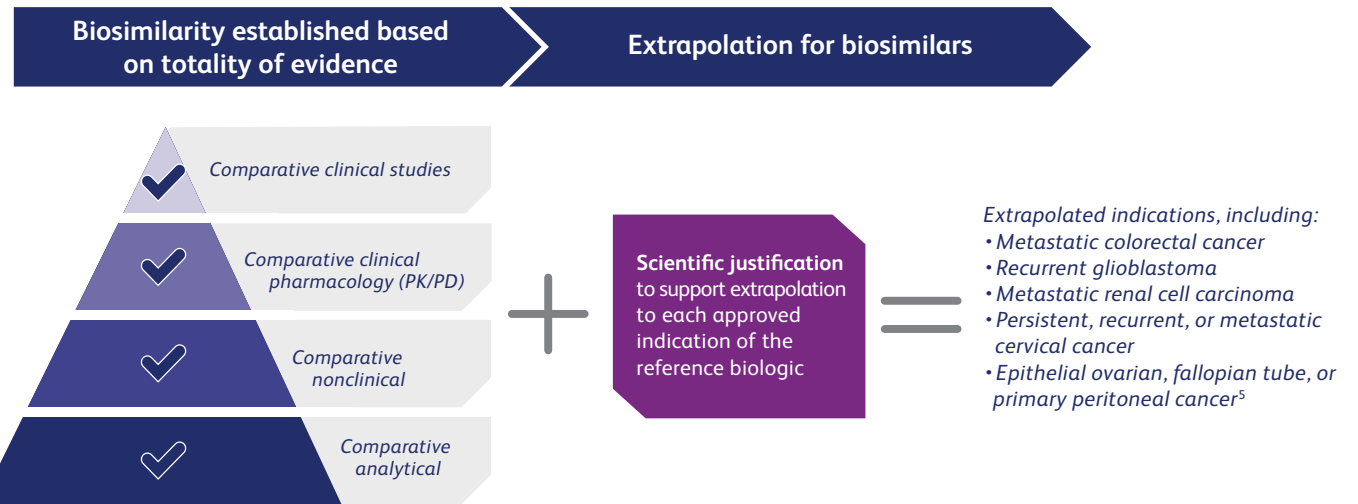 Biosimilarity established based
on totality of evidence
Extrapolation for biosimilars
Comparative clinical studies
Comparative clinical
pharmacology (PK/PD)
Comparative
nonclinical
Comparative
analytical
Scientific justification
to support extrapolation
to each approved
indication of the
reference biologic
Extrapolated indications, including:
• Metastatic colorectal cancer
• Recurrent glioblastoma
• Metastatic renal cell carcinoma
• Persistent, recurrent, or metastatic
cervical cancer
• Epithelial ovarian, fallopian tube, or
primary peritoneal cancer⁵